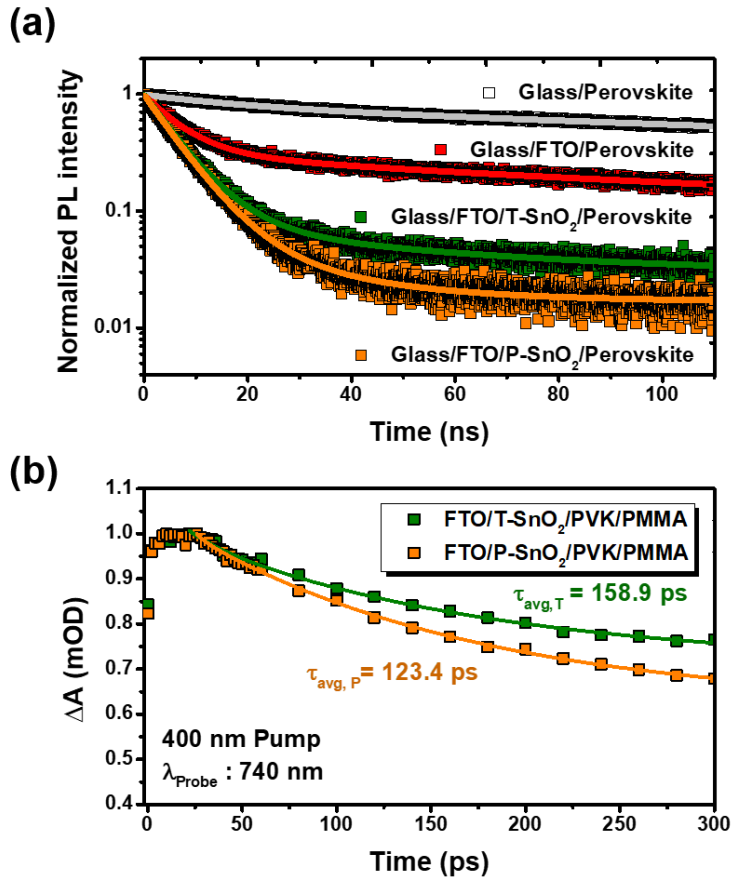 (a)
Normalized PL intensity
1
0.1
0.01
Glass/Perovskite
Glass/FTO/Perovskite
Glass/FTO/T-SnO₂/Perovskite
Glass/FTO/P-SnO₂/Perovskite
0 20 40 60 80 100
Time (ns)
(b)
ΔA (mOD)
1.1
1.0
0.9
0.8
0.7
0.6
0.5
0.4
FTO/T-SnO₂/PVK/PMMA
FTO/P-SnO₂/PVK/PMMA
τavg,T = 158.9 ps
τavg, P = 123.4 ps
400 nm Pump
λProbe : 740 nm
0 50 100 150 200 250 300
Time (ps)